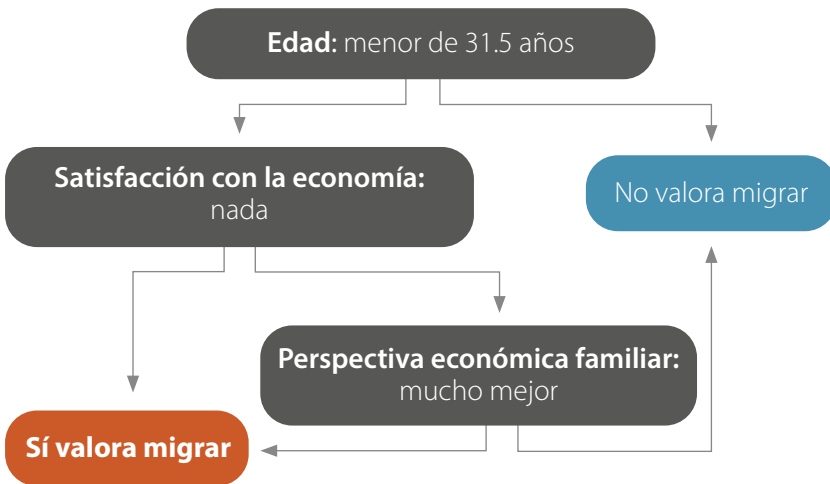 Edad: menor de 31.5 años
Satisfacción con la economía:
nada
No valora migrar
Perspectiva económica familiar:
mucho mejor
Sí valora migrar